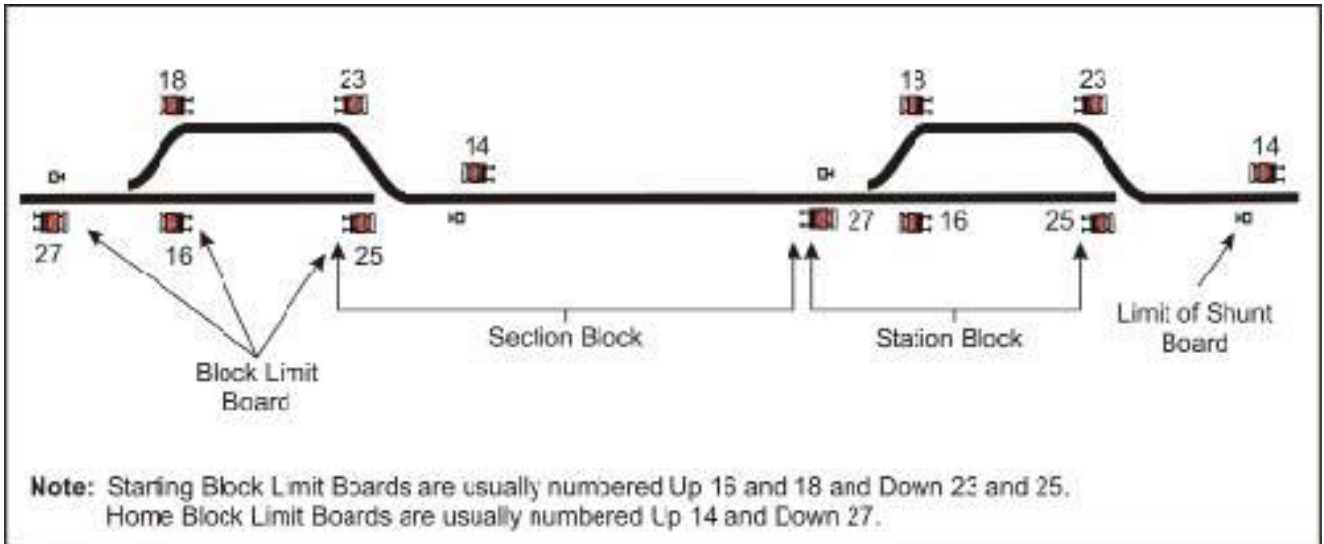 18 23 18 23
14 14
27 16 25 27 16 25
Section Block Station Block Limit of Shunt
Board
Block Limit
Board
Note: Starting Block Limit Boards are usually numbered Up 16 and 18 and Down 23 and 25.
Home Block Limit Boards are usually numbered Up 14 and Down 27.